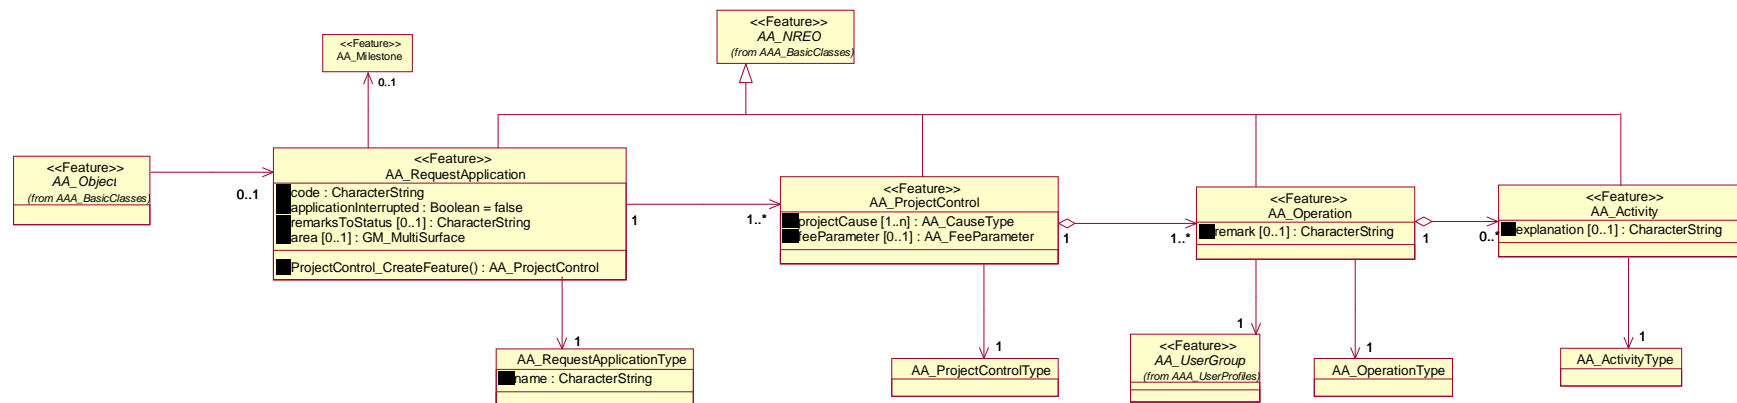 <<Feature>>
AA_NREO
(from AAA_BasicClasses)
<<Feature>>
AA_Milestone
0..1
<<Feature>>
AA_Object
(from AAA_BasicClasses)
0..1
<<Feature>>
AA_RequestApplication
code : CharacterString
applicationInterrupted : Boolean = false
remarksToStatus [0..1] : CharacterString
area [0..1] : GM_MultiSurface
ProjectControl_CreateFeature() : AA_ProjectControl
1
1..*
<<Feature>>
AA_ProjectControl
projectCause [1..n] : AA_CauseType
feeParameter [0..1] : AA_FeeParameter
1
1..*
<<Feature>>
AA_Operation
remark [0..1] : CharacterString
1
0..*
<<Feature>>
AA_Activity
explanation [0..1] : CharacterString
1
AA_RequestApplicationType
name : CharacterString
1
AA_ProjectControlType
1
<<Feature>>
AA_UserGroup
(from AAA_UserProfiles)
1
AA_OperationType
1
AA_ActivityType